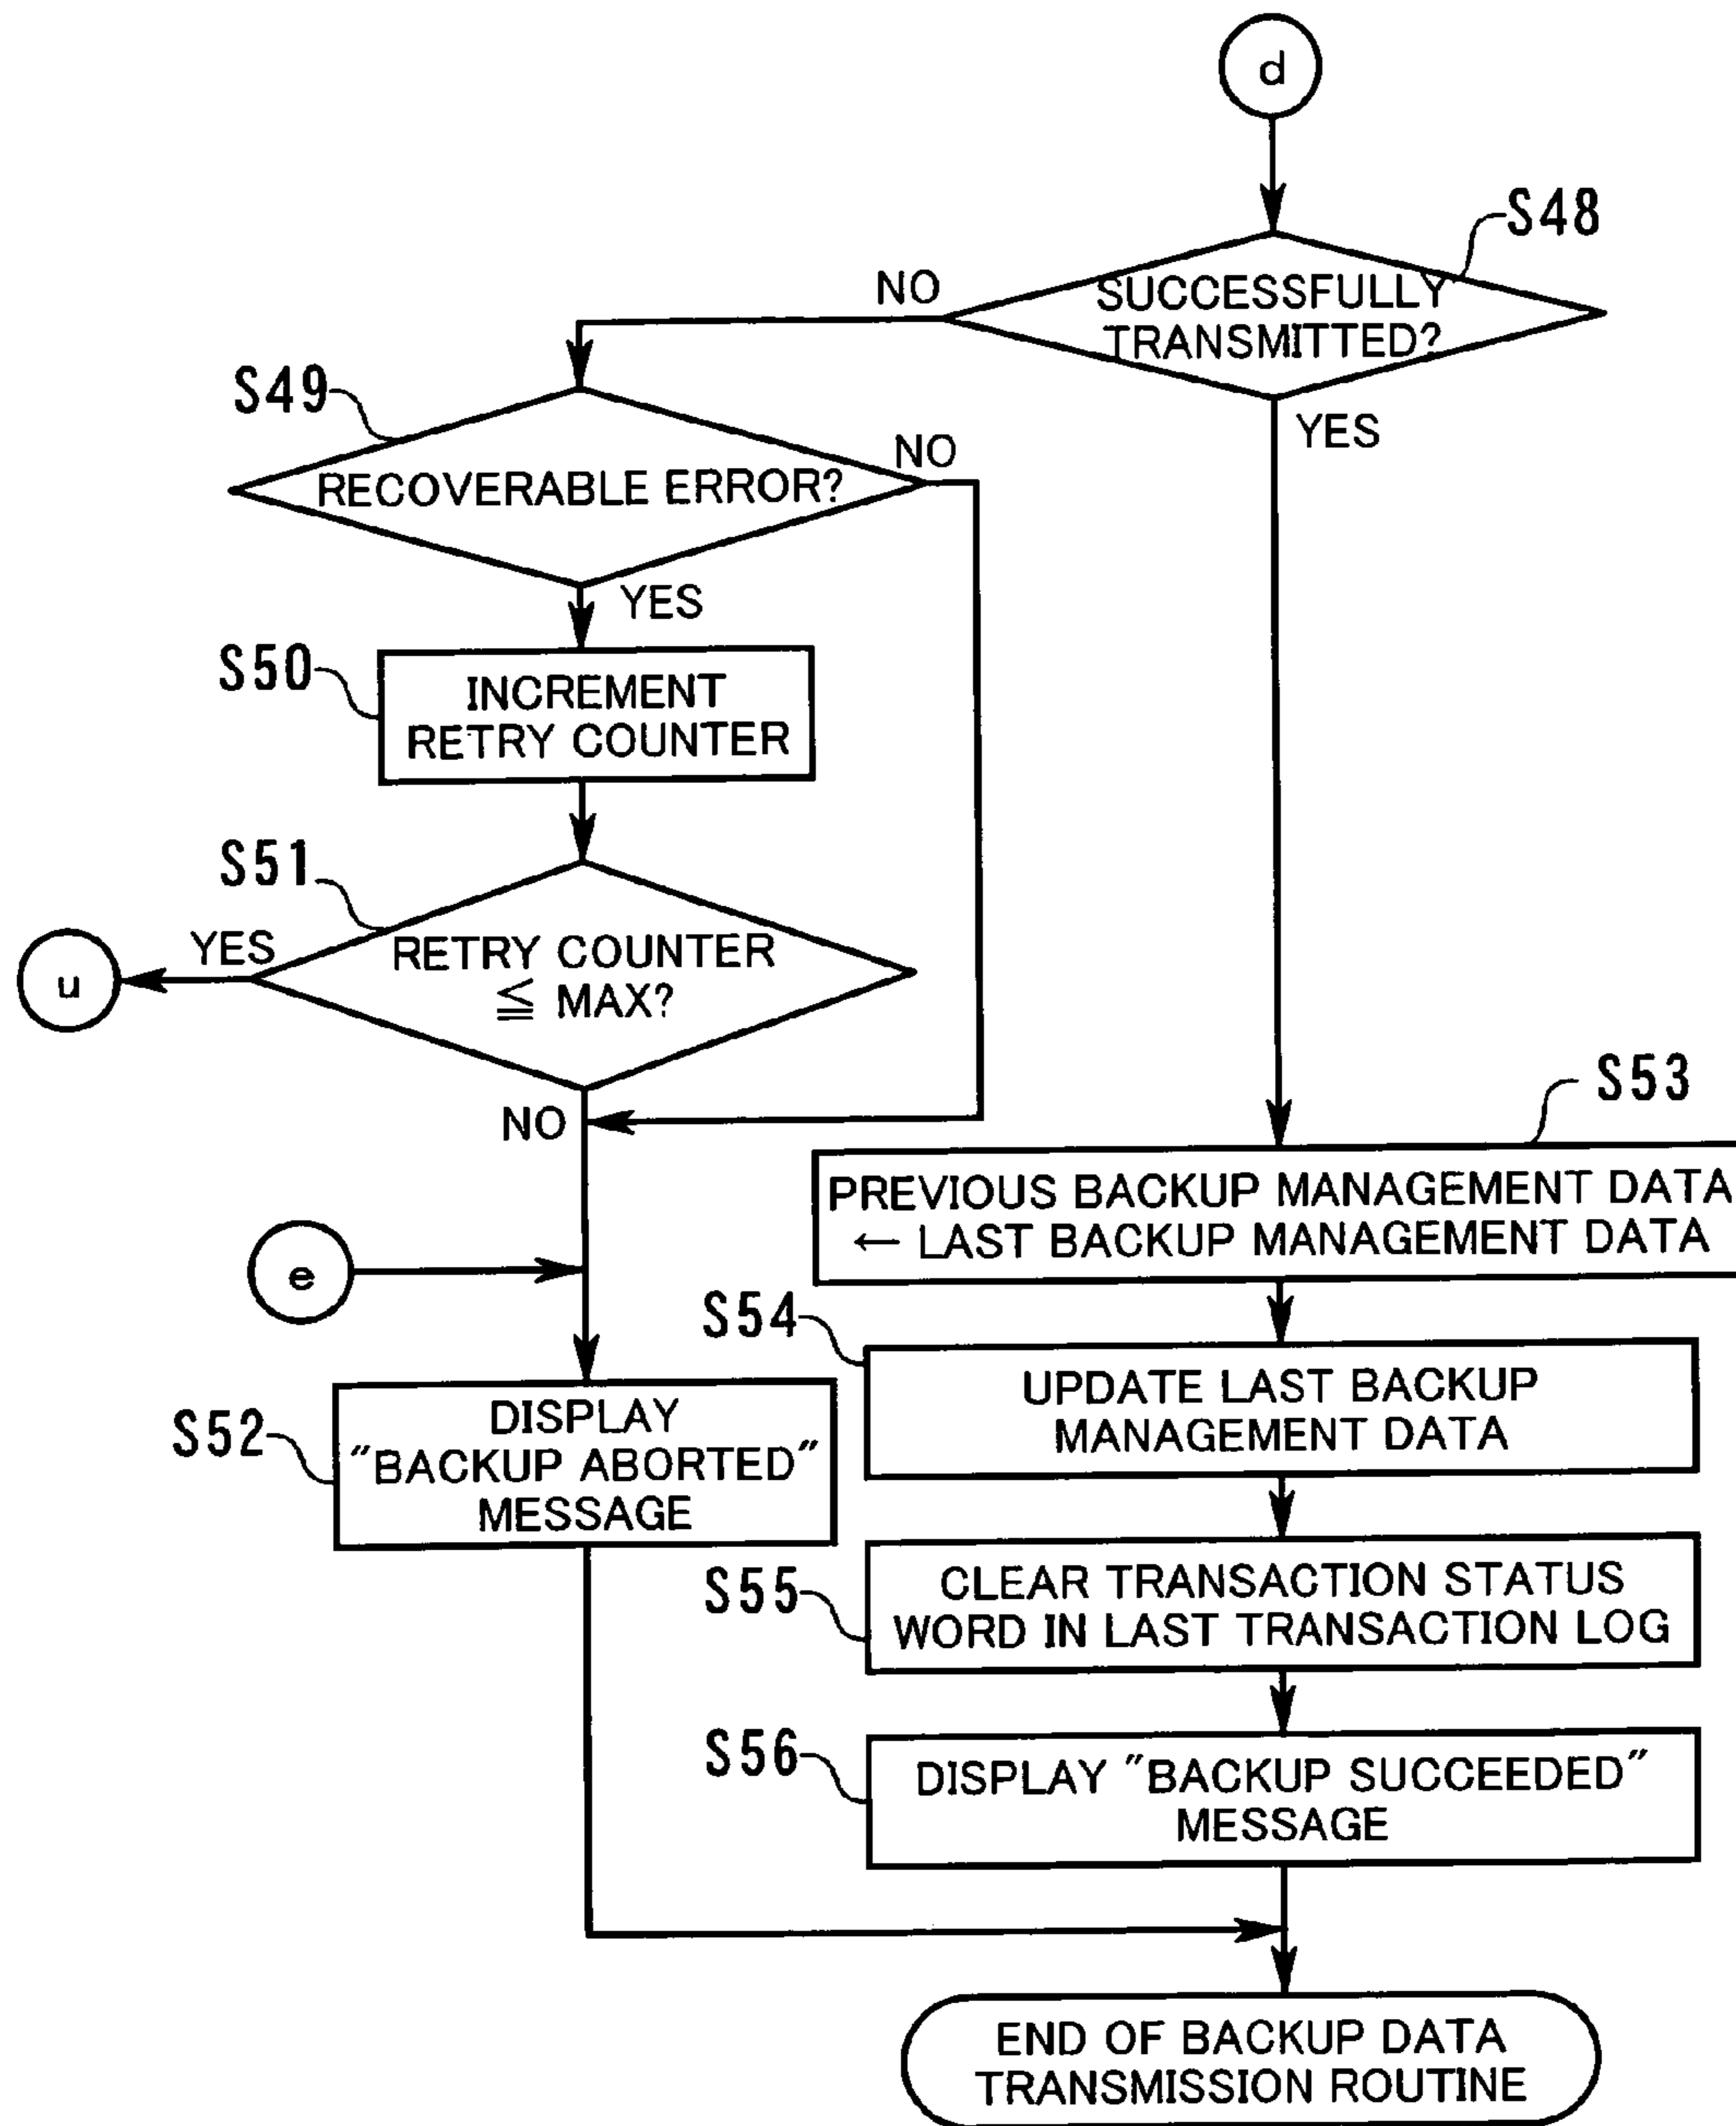 d
S48
SUCCESSFULLY
TRANSMITTED?
NO
YES
S49
RECOVERABLE ERROR?
NO
YES
S50
INCREMENT
RETRY COUNTER
S51
RETRY COUNTER
≦ MAX?
YES
u
NO
e
S52
DISPLAY
"BACKUP ABORTED"
MESSAGE
S53
PREVIOUS BACKUP MANAGEMENT DATA
← LAST BACKUP MANAGEMENT DATA
S54
UPDATE LAST BACKUP
MANAGEMENT DATA
S55
CLEAR TRANSACTION STATUS
WORD IN LAST TRANSACTION LOG
S56
DISPLAY "BACKUP SUCCEEDED"
MESSAGE
END OF BACKUP DATA
TRANSMISSION ROUTINE